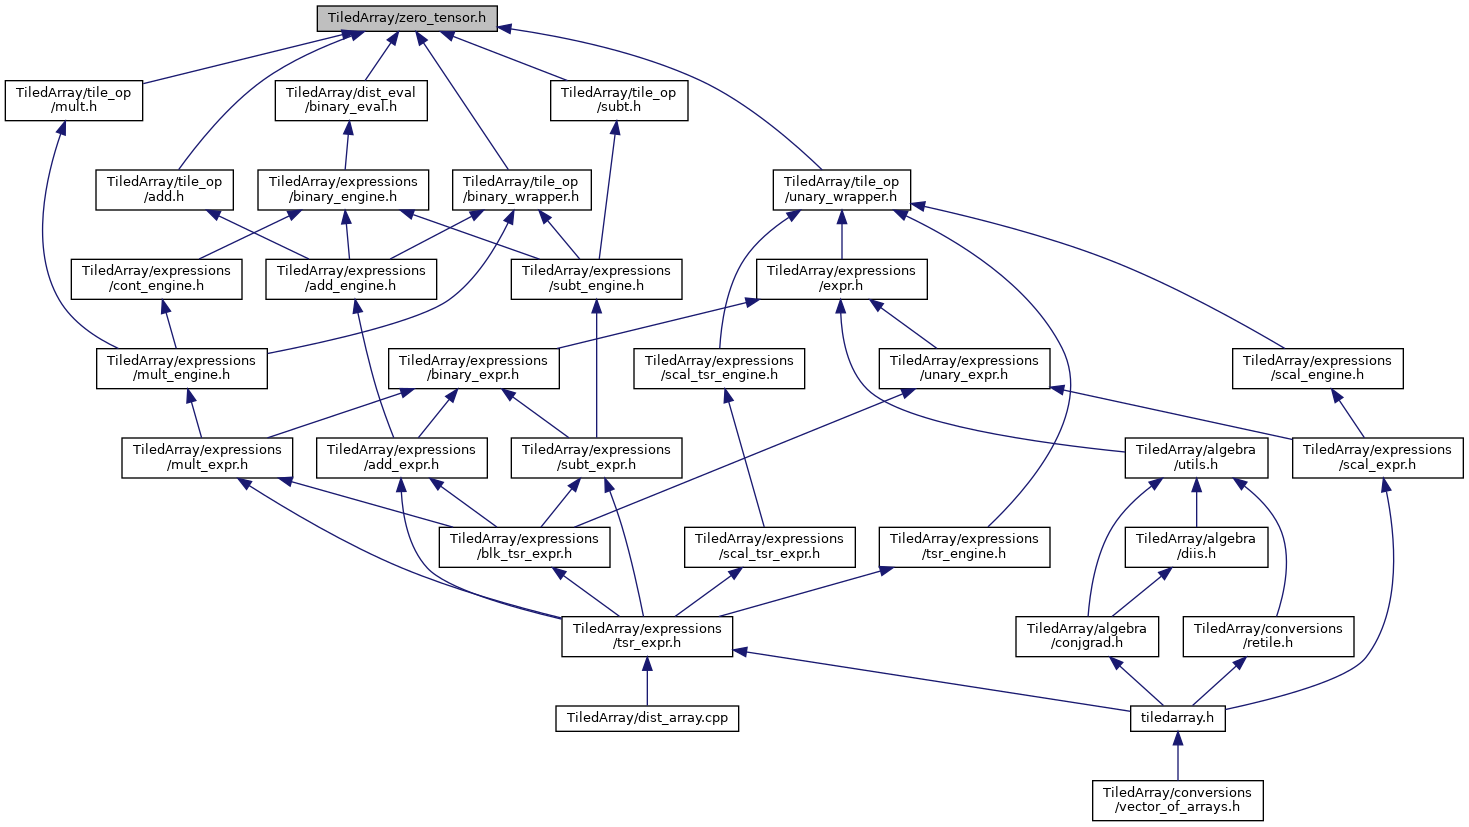 TiledArray/zero_tensor.h
TiledArray/tile_op
/mult.h
TiledArray/dist_eval
/binary_eval.h
TiledArray/tile_op
/subt.h
TiledArray/tile_op
/add.h
TiledArray/expressions
/binary_engine.h
TiledArray/tile_op
/binary_wrapper.h
TiledArray/tile_op
/unary_wrapper.h
TiledArray/expressions
/cont_engine.h
TiledArray/expressions
/add_engine.h
TiledArray/expressions
/subt_engine.h
TiledArray/expressions
/expr.h
TiledArray/expressions
/mult_engine.h
TiledArray/expressions
/binary_expr.h
TiledArray/expressions
/scal_tsr_engine.h
TiledArray/expressions
/unary_expr.h
TiledArray/expressions
/scal_engine.h
TiledArray/expressions
/mult_expr.h
TiledArray/expressions
/add_expr.h
TiledArray/expressions
/subt_expr.h
TiledArray/algebra
/utils.h
TiledArray/expressions
/scal_expr.h
TiledArray/expressions
/blk_tsr_expr.h
TiledArray/expressions
/scal_tsr_expr.h
TiledArray/expressions
/tsr_engine.h
TiledArray/algebra
/diis.h
TiledArray/expressions
/tsr_expr.h
TiledArray/algebra
/conjgrad.h
TiledArray/conversions
/retile.h
TiledArray/dist_array.cpp
tiledarray.h
TiledArray/conversions
/vector_of_arrays.h